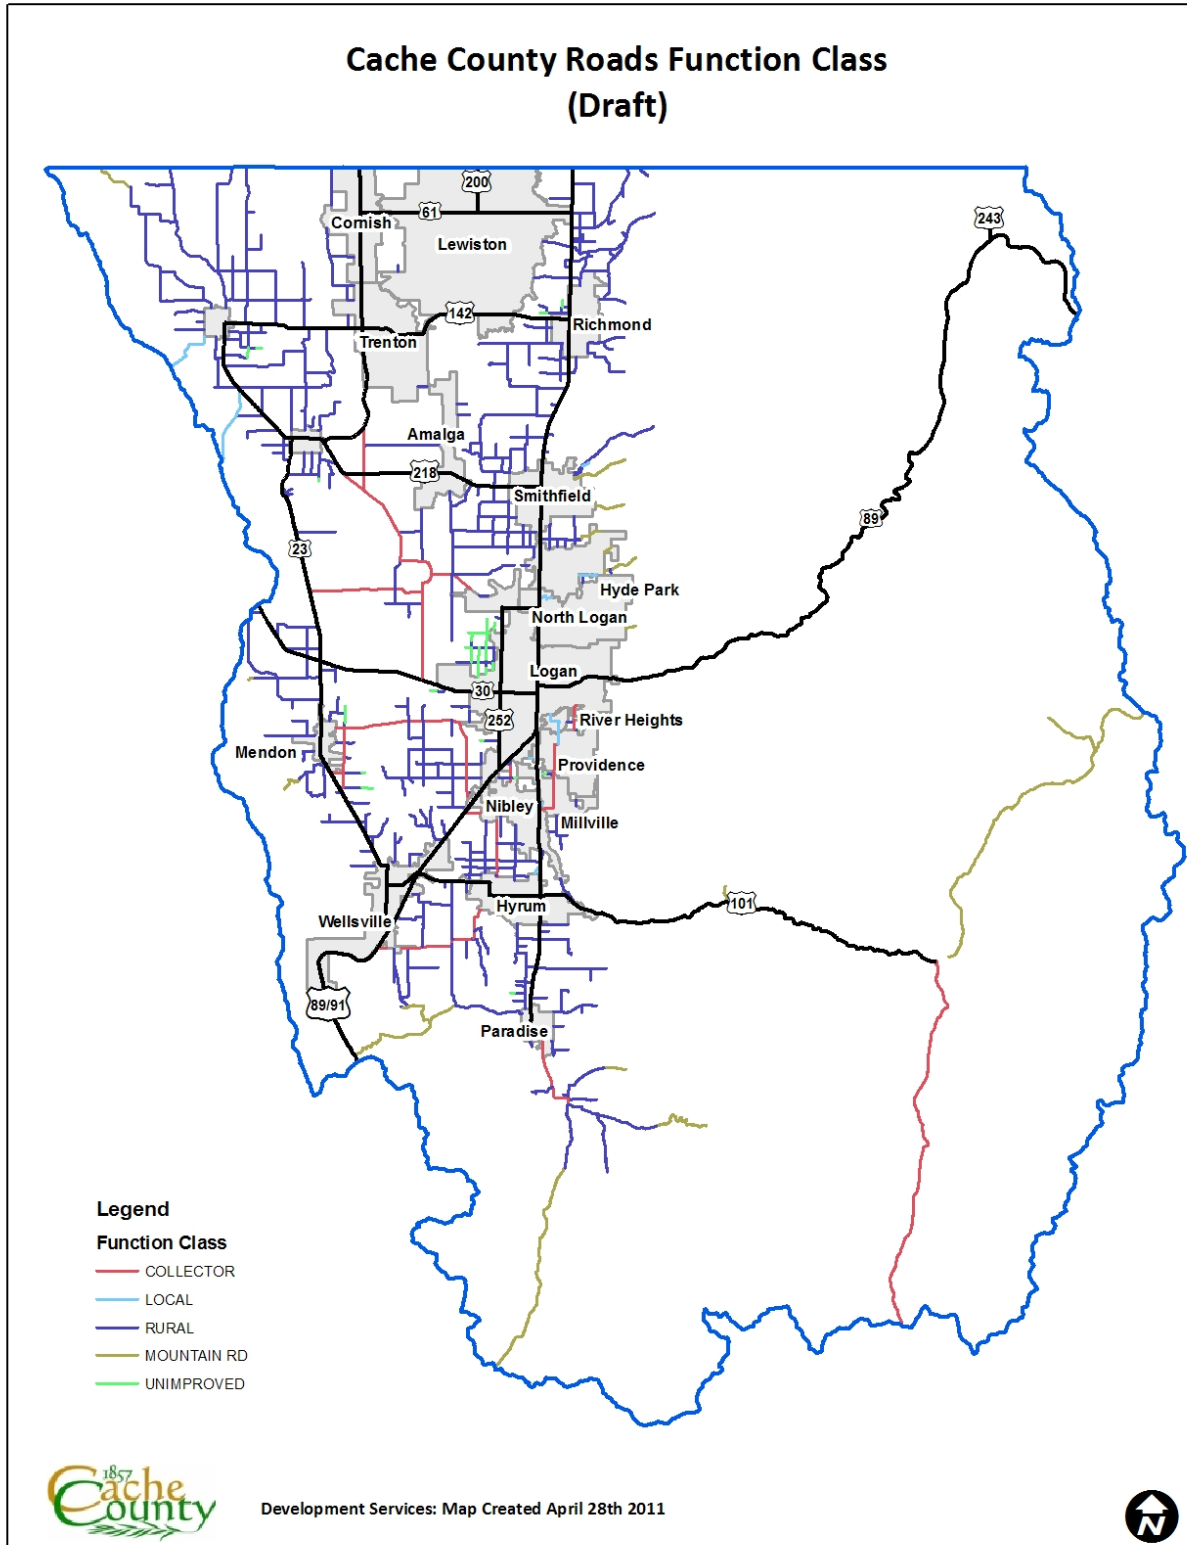 Cache County Roads Function Class
(Draft)
200
61
Cornish
Lewiston
243
142
Richmond
Trenton
Amalga
218
Smithfield
89
23
Hyde Park
North Logan
Logan
30
252
River Heights
Mendon
Providence
Nibley
Millville
101
Hyrum
Wellsville
89/91
Paradise
Legend
Function Class
COLLECTOR
LOCAL
RURAL
MOUNTAIN RD
UNIMPROVED
1857
Cache
County
Development Services: Map Created April 28th 2011
N